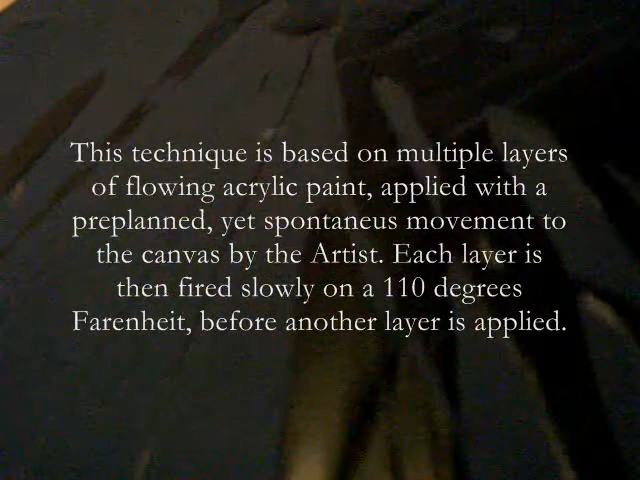 This technique is based on multiple layers
of flowing acrylic paint, applied with a
preplanned, yet spontaneus movement to
the canvas by the Artist. Each layer is
then fired slowly on a 110 degrees
Farenheit, before another layer is applied.